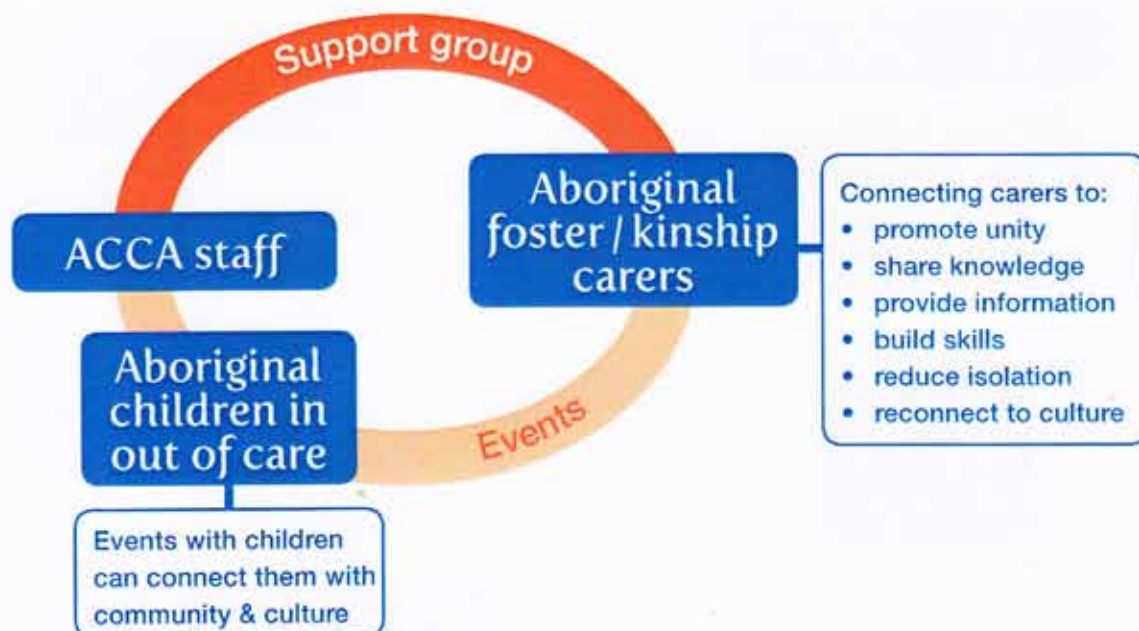 Support group
ACCA staff
Aboriginal
foster / kinship
carers
Connecting carers to:
• promote unity
• share knowledge
• provide information
• build skills
• reduce isolation
• reconnect to culture
Aboriginal
children in
out of care
Events
Events with children
can connect them with
community & culture